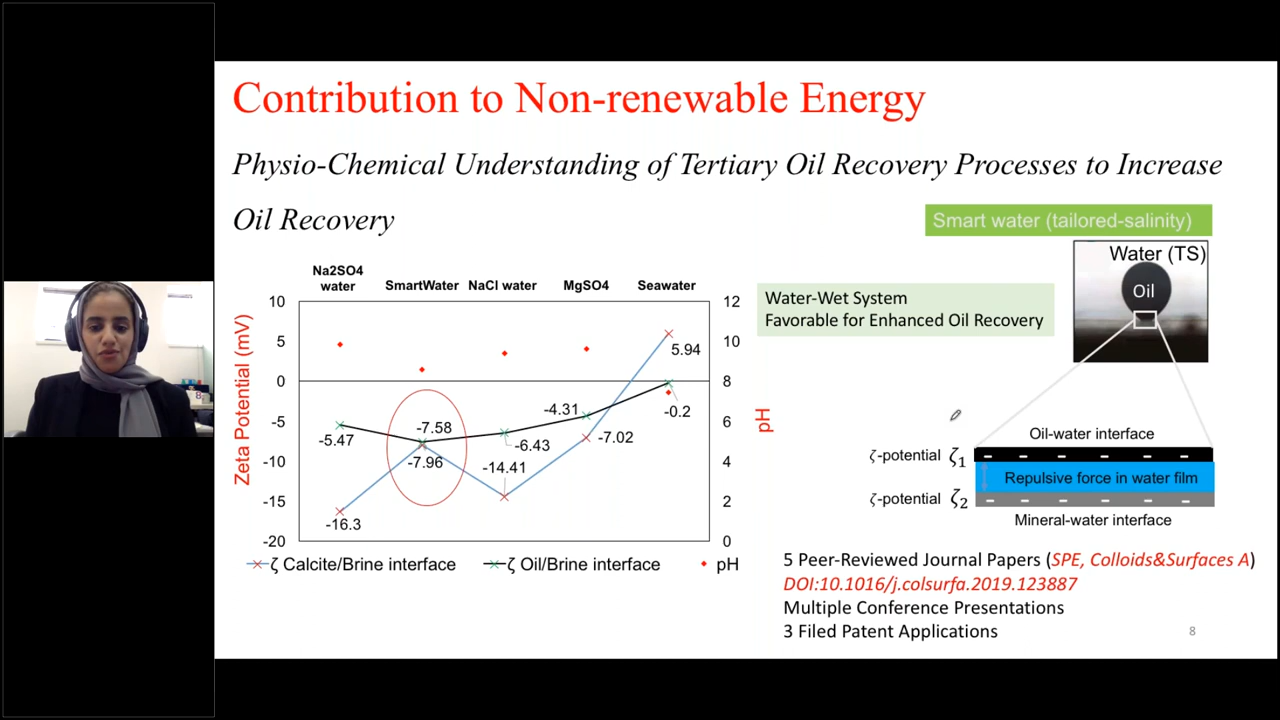 Contribution to Non-renewable Energy
Physio-Chemical Understanding of Tertiary Oil Recovery Processes to Increase
Oil Recovery
Smart water (tailored-salinity)
Water (TS)
Oil
Water-Wet System
Favorable for Enhanced Oil Recovery
Na2SO4
water
SmartWater
NaCl water
MgSO4
Seawater
Zeta Potential (mV)
10
5
0
-5
-10
-15
-20
12
10
8
6
4
2
0
pH
-5.47
-7.58
-6.43
-4.31
-0.2
5.94
-16.3
-7.96
-14.41
-7.02
ζ Calcite/Brine interface
ζ Oil/Brine interface
pH
Oil-water interface
ζ-potential ζ1
Repulsive force in water film
ζ-potential ζ2
Mineral-water interface
5 Peer-Reviewed Journal Papers (SPE, Colloids&Surfaces A)
DOI:10.1016/j.colsurfa.2019.123887
Multiple Conference Presentations
3 Filed Patent Applications
8